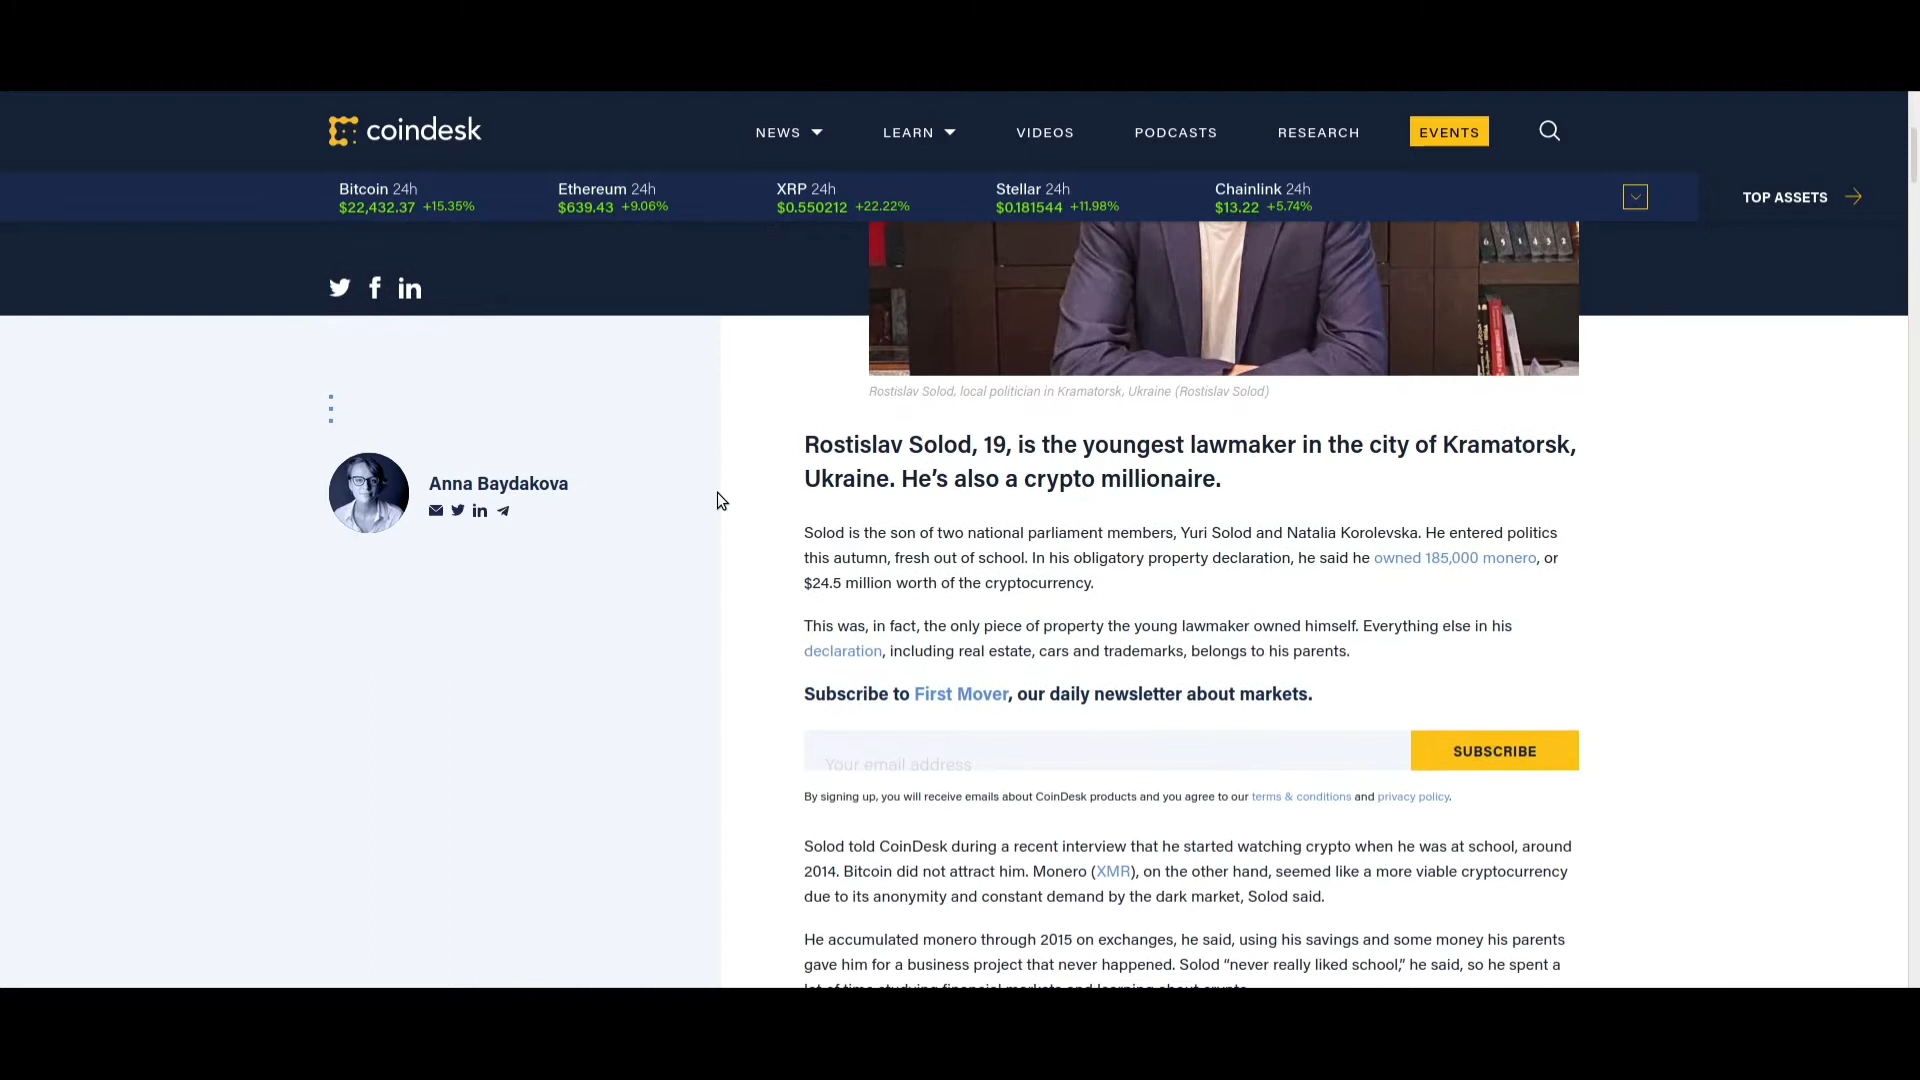 coindesk
NEWS LEARN VIDEOS PODCASTS RESEARCH EVENTS
Bitcoin 24h Ethereum 24h XRP 24h Stellar 24h Chainlink 24h
$22,432.37 +15.35% $639.43 +9.06% $0.550212 +22.22% $0.181544 +11.98% $13.22 +5.74%
TOP ASSETS
Rostislav Solod, local politician in Kramatorsk, Ukraine (Rostislav Solod)
Anna Baydakova
Rostislav Solod, 19, is the youngest lawmaker in the city of Kramatorsk,
Ukraine. He’s also a crypto millionaire.
Solod is the son of two national parliament members, Yuri Solod and Natalia Korolevska. He entered politics
this autumn, fresh out of school. In his obligatory property declaration, he said he owned 185,000 monero, or
$24.5 million worth of the cryptocurrency.
This was, in fact, the only piece of property the young lawmaker owned himself. Everything else in his
declaration, including real estate, cars and trademarks, belongs to his parents.
Subscribe to First Mover, our daily newsletter about markets.
Your email address
SUBSCRIBE
By signing up, you will receive emails about CoinDesk products and you agree to our terms & conditions and privacy policy.
Solod told CoinDesk during a recent interview that he started watching crypto when he was at school, around
2014. Bitcoin did not attract him. Monero (XMR), on the other hand, seemed like a more viable cryptocurrency
due to its anonymity and constant demand by the dark market, Solod said.
He accumulated monero through 2015 on exchanges, he said, using his savings and some money his parents
gave him for a business project that never happened. Solod “never really liked school,” he said, so he spent a
lot of time studying financial markets and learning about crypto.